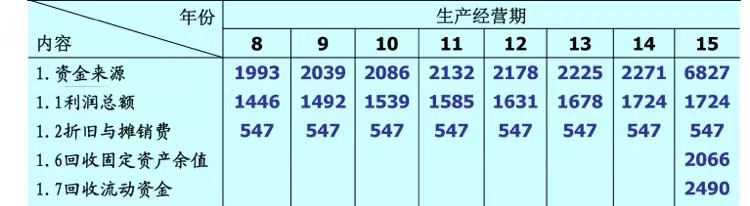 年份 生产经营期
内容 8 9 10 11 12 13 14 15
1.资金来源 1993 2039 2086 2132 2178 2225 2271 6827
1.1利润总额 1446 1492 1539 1585 1631 1678 1724 1724
1.2折旧与摊销费 547 547 547 547 547 547 547 547
1.6回收固定资产余值 2066
1.7回收流动资金 2490